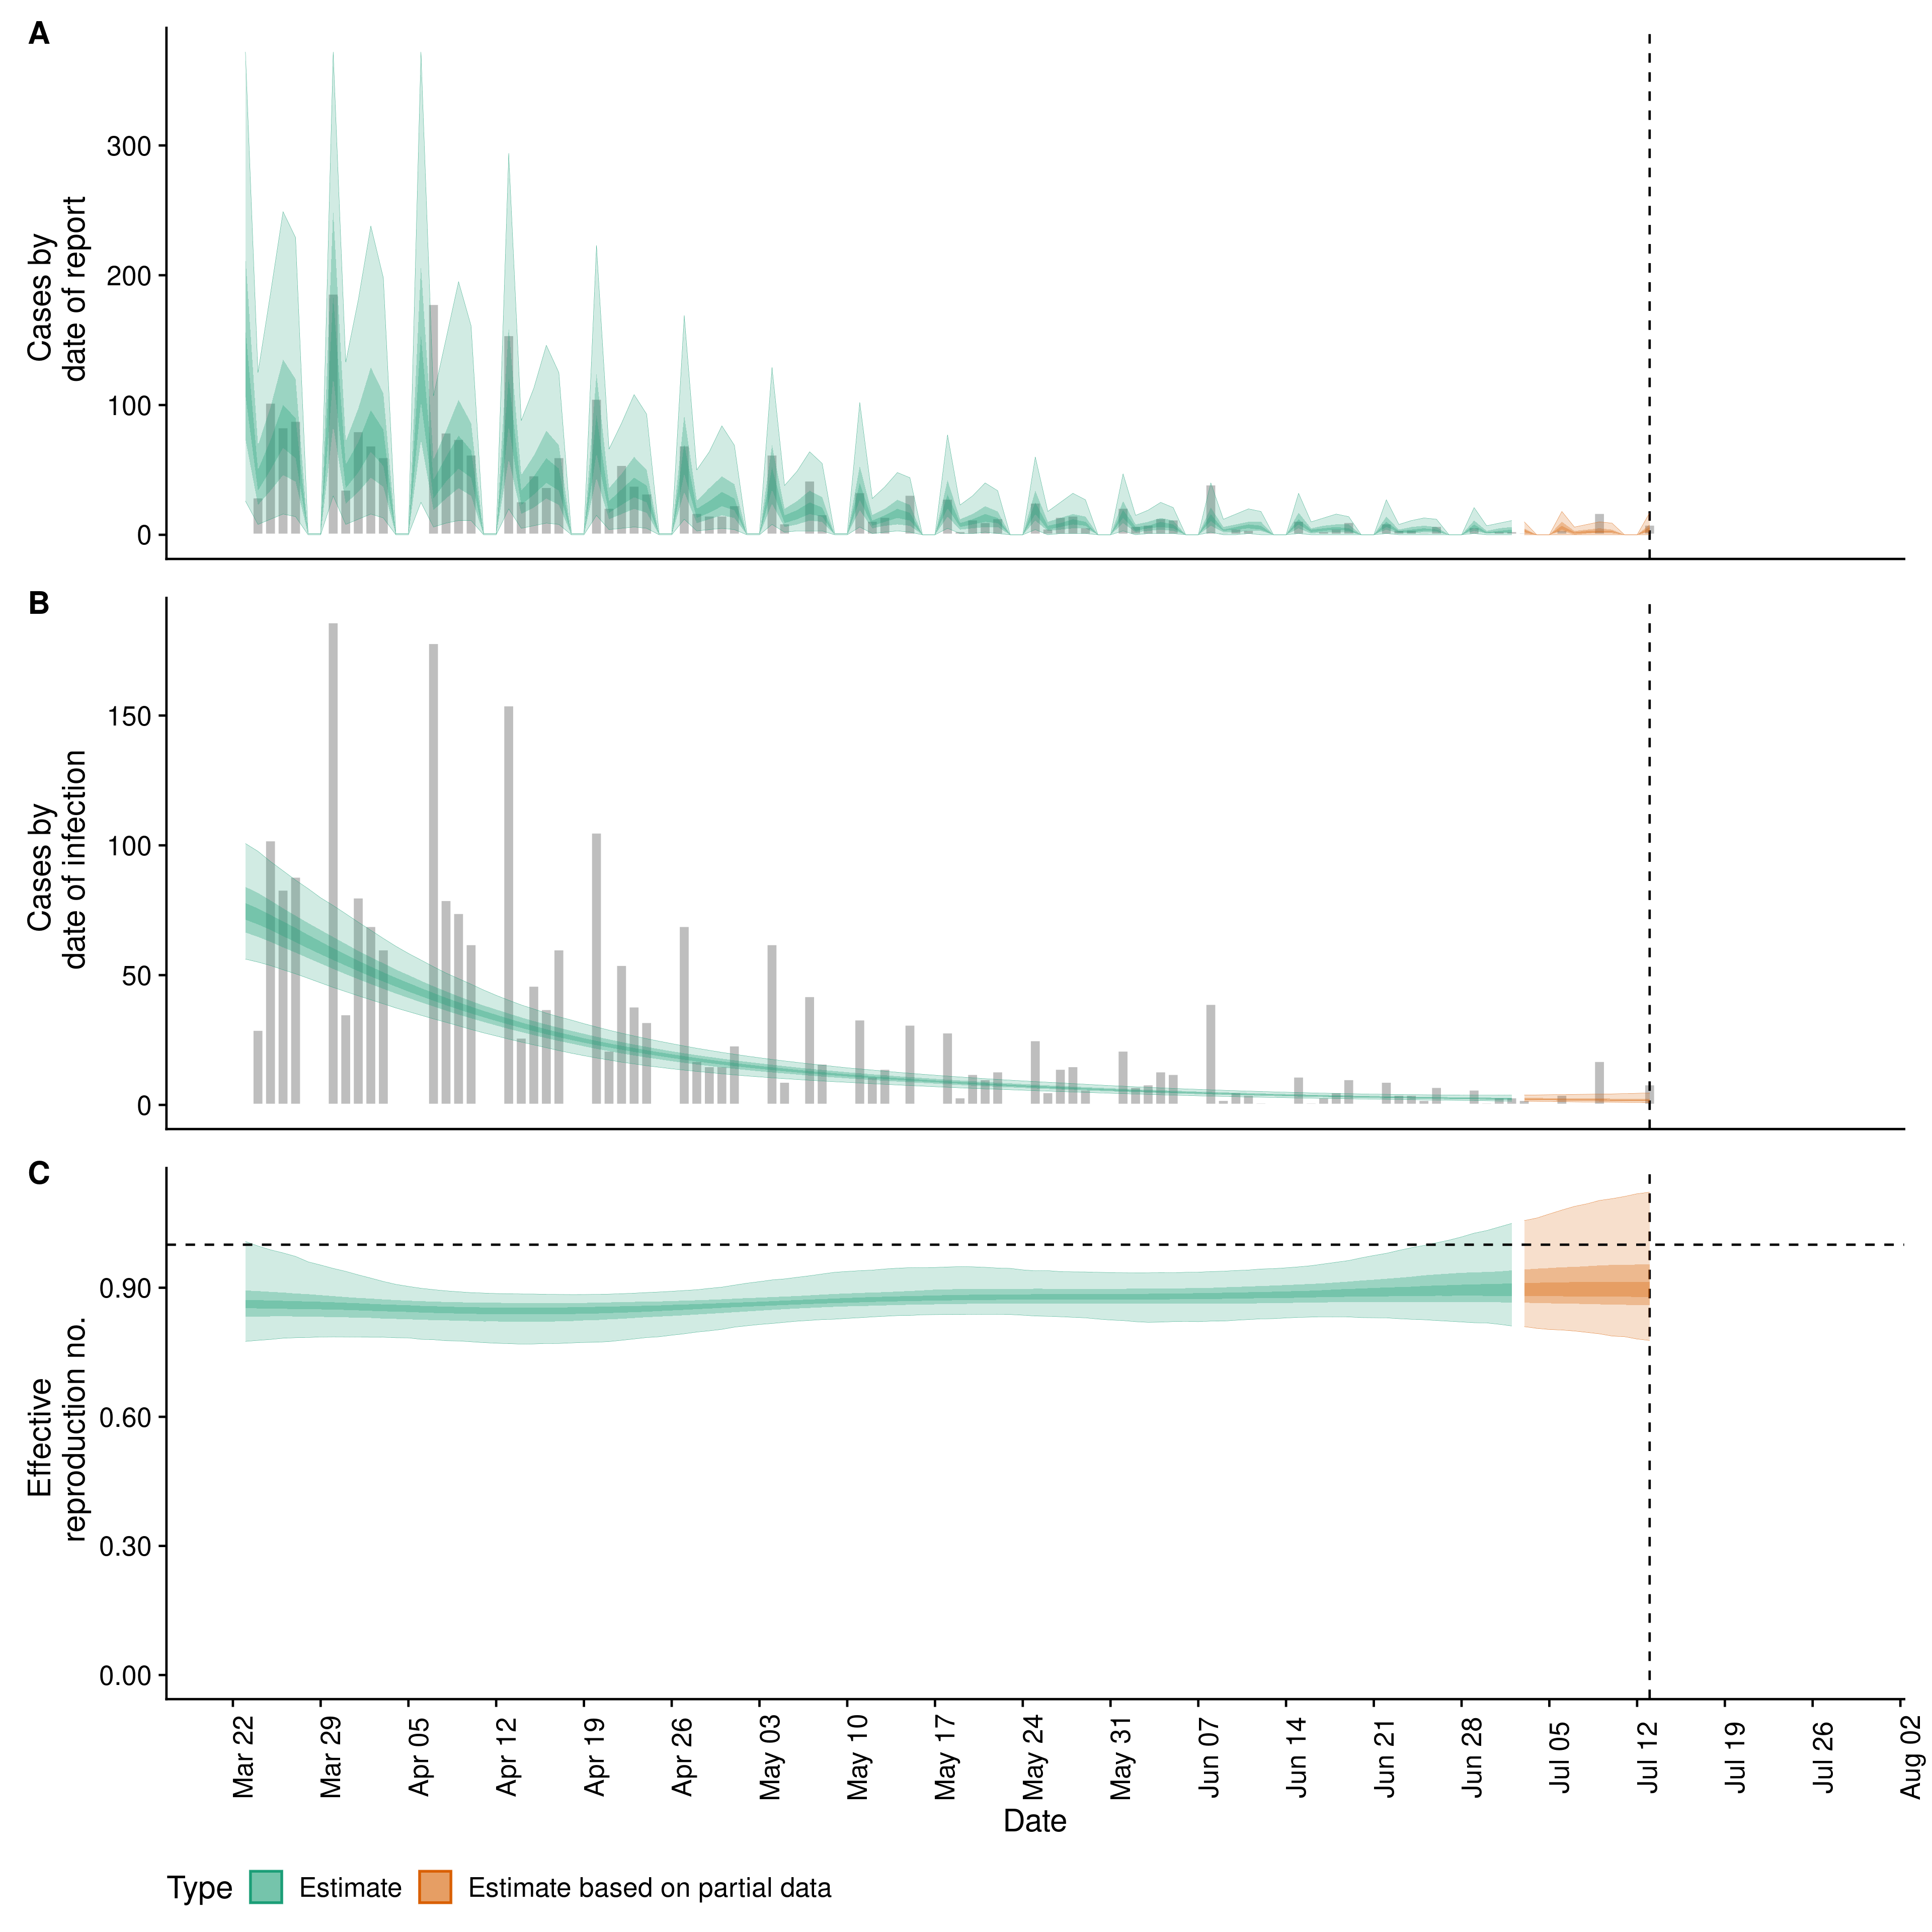 A
Cases by
date of report
300
200
100
0
B
Cases by
date of infection
150
100
50
0
C
Effective
reproduction no.
0.90
0.60
0.30
0.00
Mar 22
Mar 29
Apr 05
Apr 12
Apr 19
Apr 26
May 03
May 10
May 17
May 24
May 31
Jun 07
Jun 14
Jun 21
Jun 28
Jul 05
Jul 12
Jul 19
Jul 26
Aug 02
Date
Type Estimate Estimate based on partial data